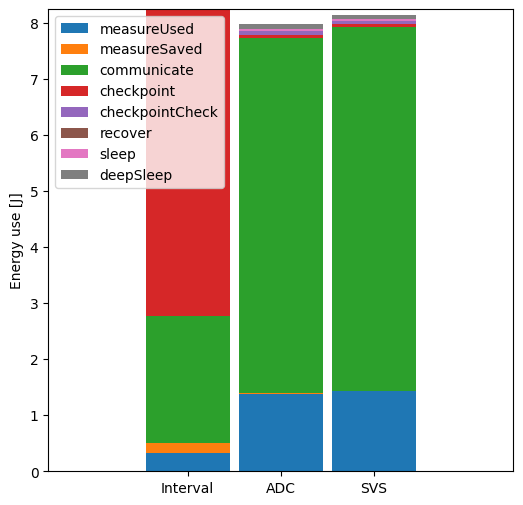 measureUsed
measureSaved
communicate
checkpoint
checkpointCheck
recover
sleep
deepSleep
Energy use [J]
8
7
6
5
4
3
2
1
0
Interval ADC SVS